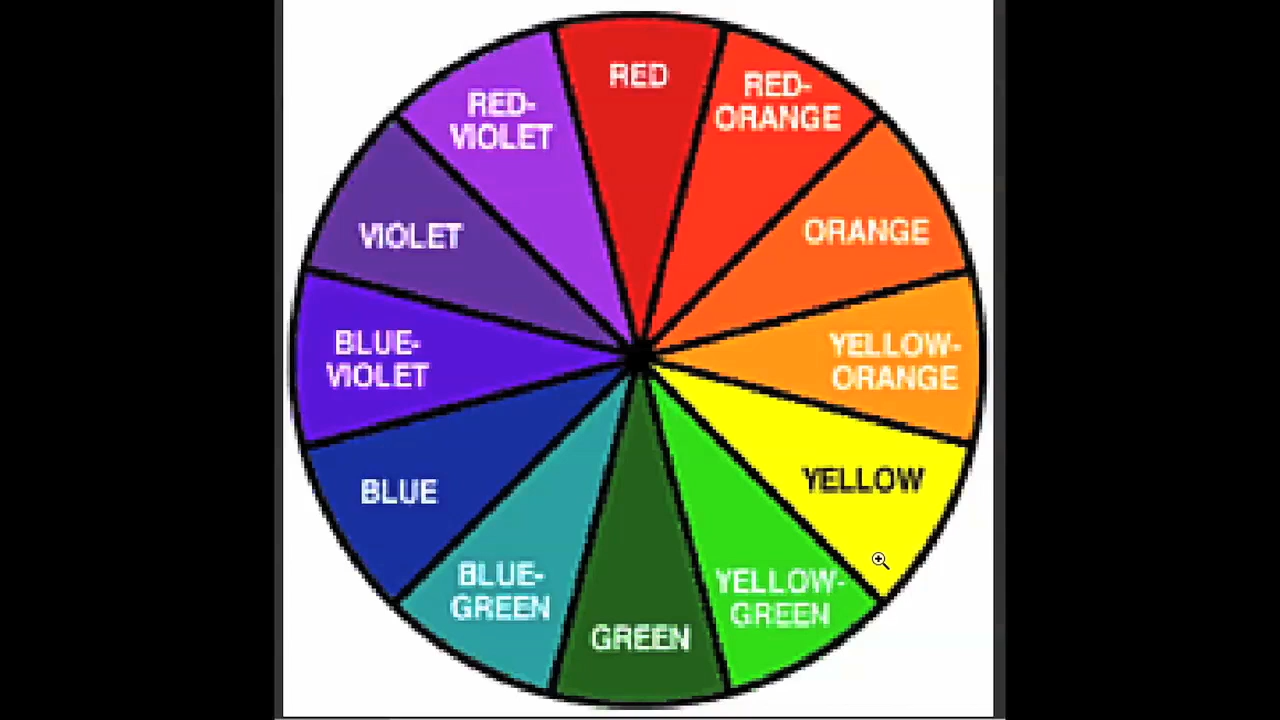 RED
RED-
ORANGE
ORANGE
YELLOW-
ORANGE
YELLOW
YELLOW-
GREEN
GREEN
BLUE-
GREEN
BLUE
BLUE-
VIOLET
VIOLET
RED-
VIOLET